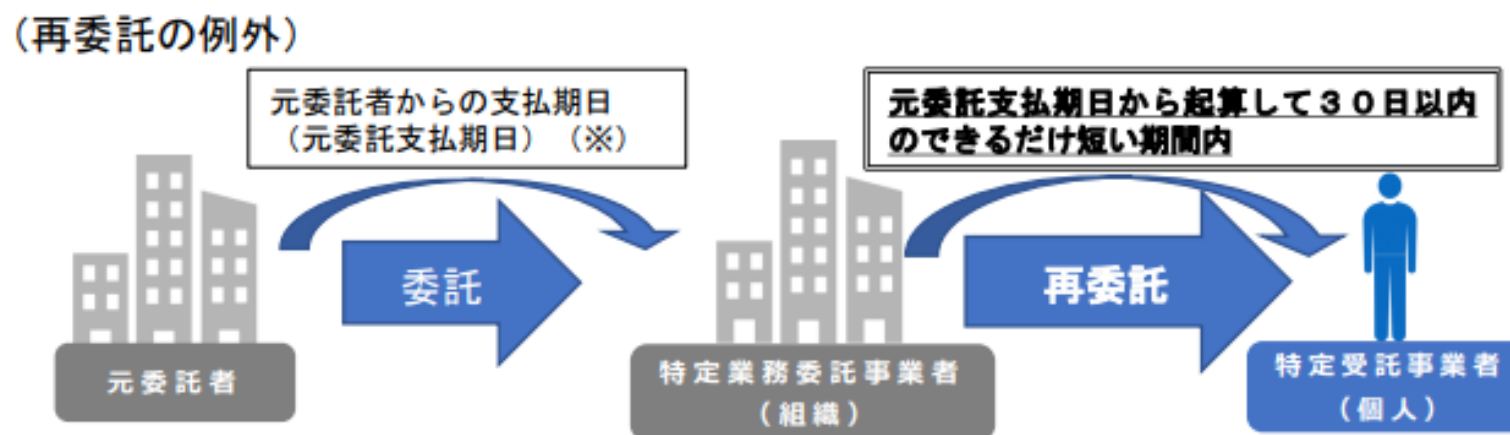 （再委託の例外）
元委託者からの支払期日
（元委託支払期日）（※）
元委託支払期日から起算して３０日以内
のできるだけ短い期間内
委託
再委託
元委託者
特定業務委託事業者
（組織）
特定受託事業者
（個人）